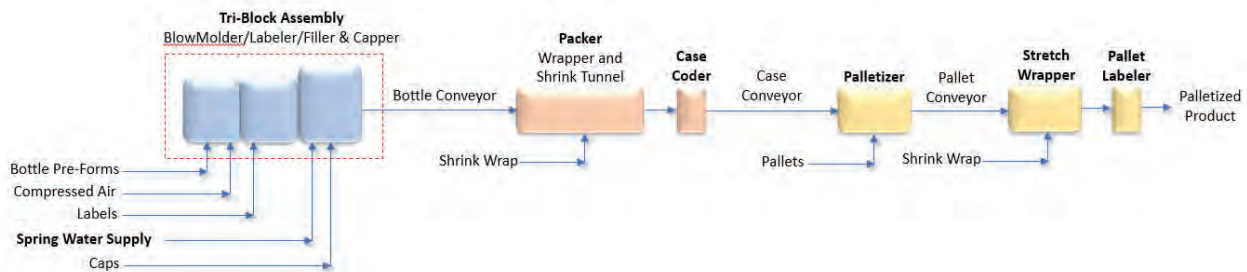 Tri-Block Assembly
BlowMolder/Labeler/Filler & Capper
Bottle Pre-Forms
Compressed Air
Labels
Spring Water Supply
Caps
Bottle Conveyor
Packer
Wrapper and
Shrink Tunnel
Shrink Wrap
Case
Coder
Case
Conveyor
Palletizer
Pallets
Pallet
Conveyor
Stretch
Wrapper
Shrink Wrap
Pallet
Labeler
Palletized
Product